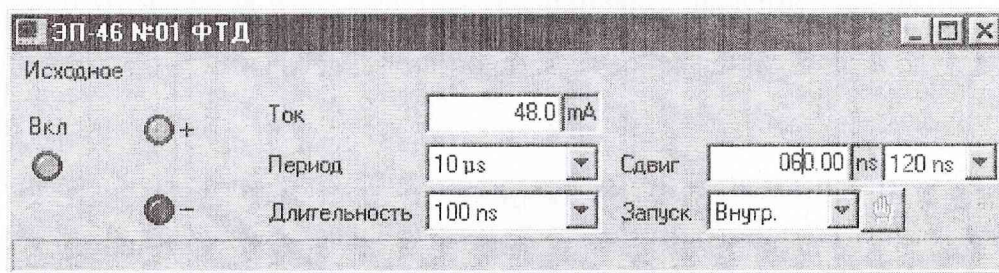 ЭП-46 №01 ФТД
Исходное
Вкл + Ток 48.0 mA
Период 10 µs Сдвиг 060.00 ns 120 ns
- Длительность 100 ns Запуск Внутр.